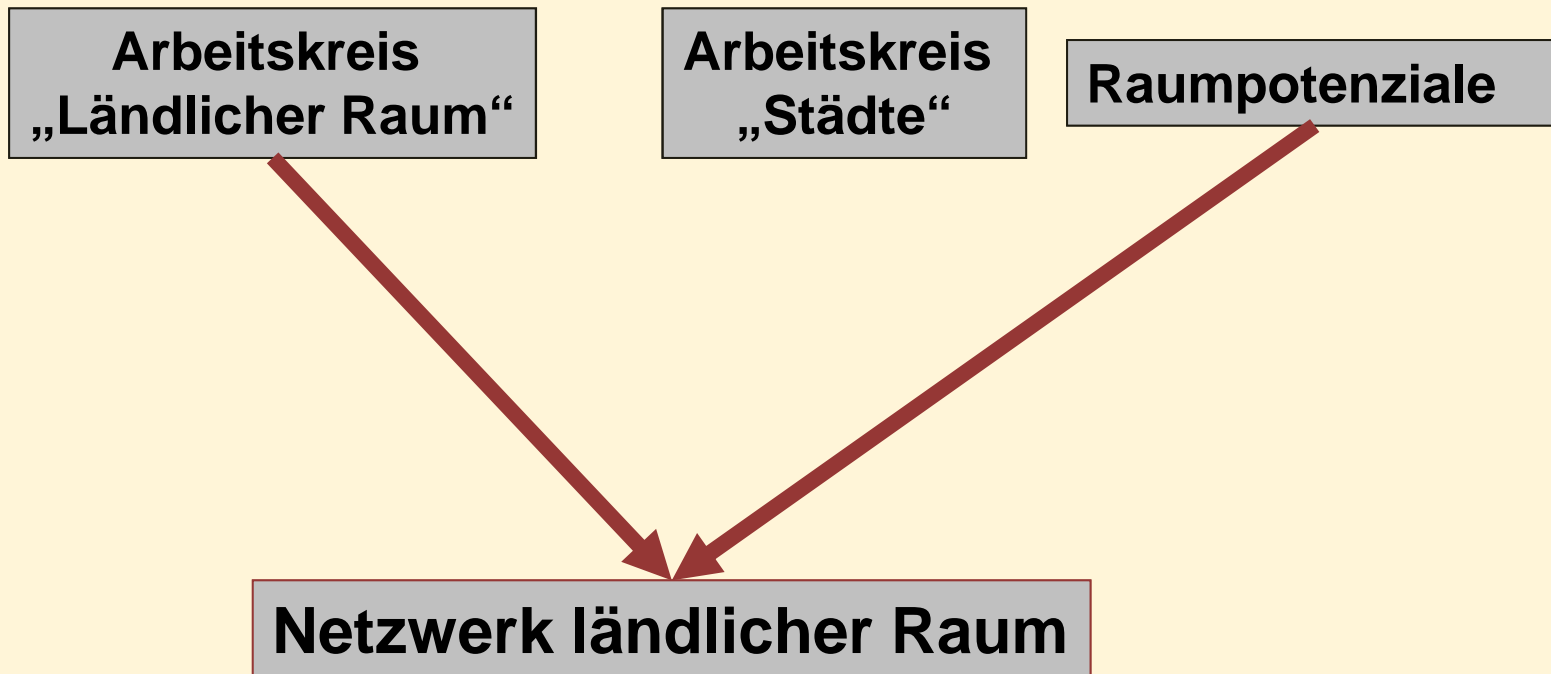 Arbeitskreis
„Ländlicher Raum“
Arbeitskreis
„Städte“
Raumpotenziale
Netzwerk ländlicher Raum